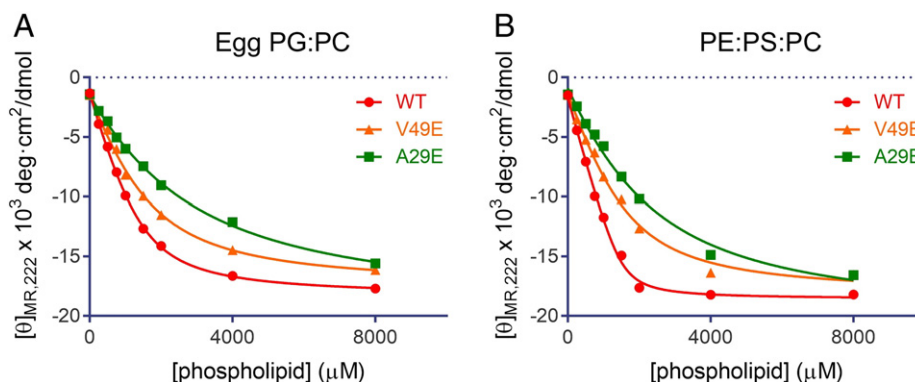 A
Egg PG:PC
0
-5
-10
-15
-20
[θ]MR,222 x 10³ deg·cm²/dmol
WT
V49E
A29E
0 4000 8000
[phospholipid] (μM)
B
PE:PS:PC
0
-5
-10
-15
-20
[θ]MR,222 x 10³ deg·cm²/dmol
WT
V49E
A29E
0 4000 8000
[phospholipid] (μM)